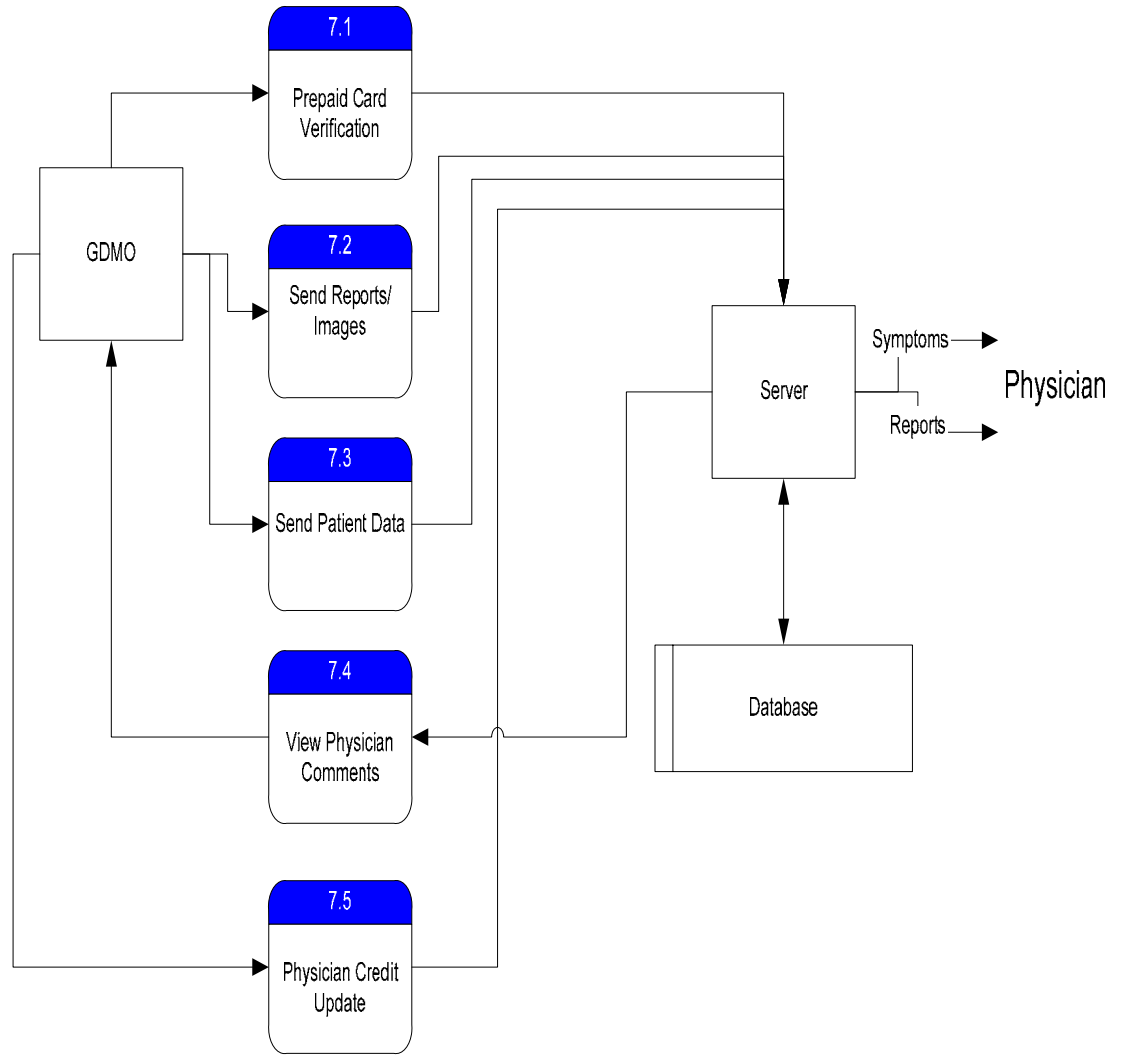 7.1
Prepaid Card
Verification
GDMO
7.2
Send Reports/
Images
7.3
Send Patient Data
7.4
View Physician
Comments
7.5
Physician Credit
Update
Server
Symptoms
Physician
Reports
Database